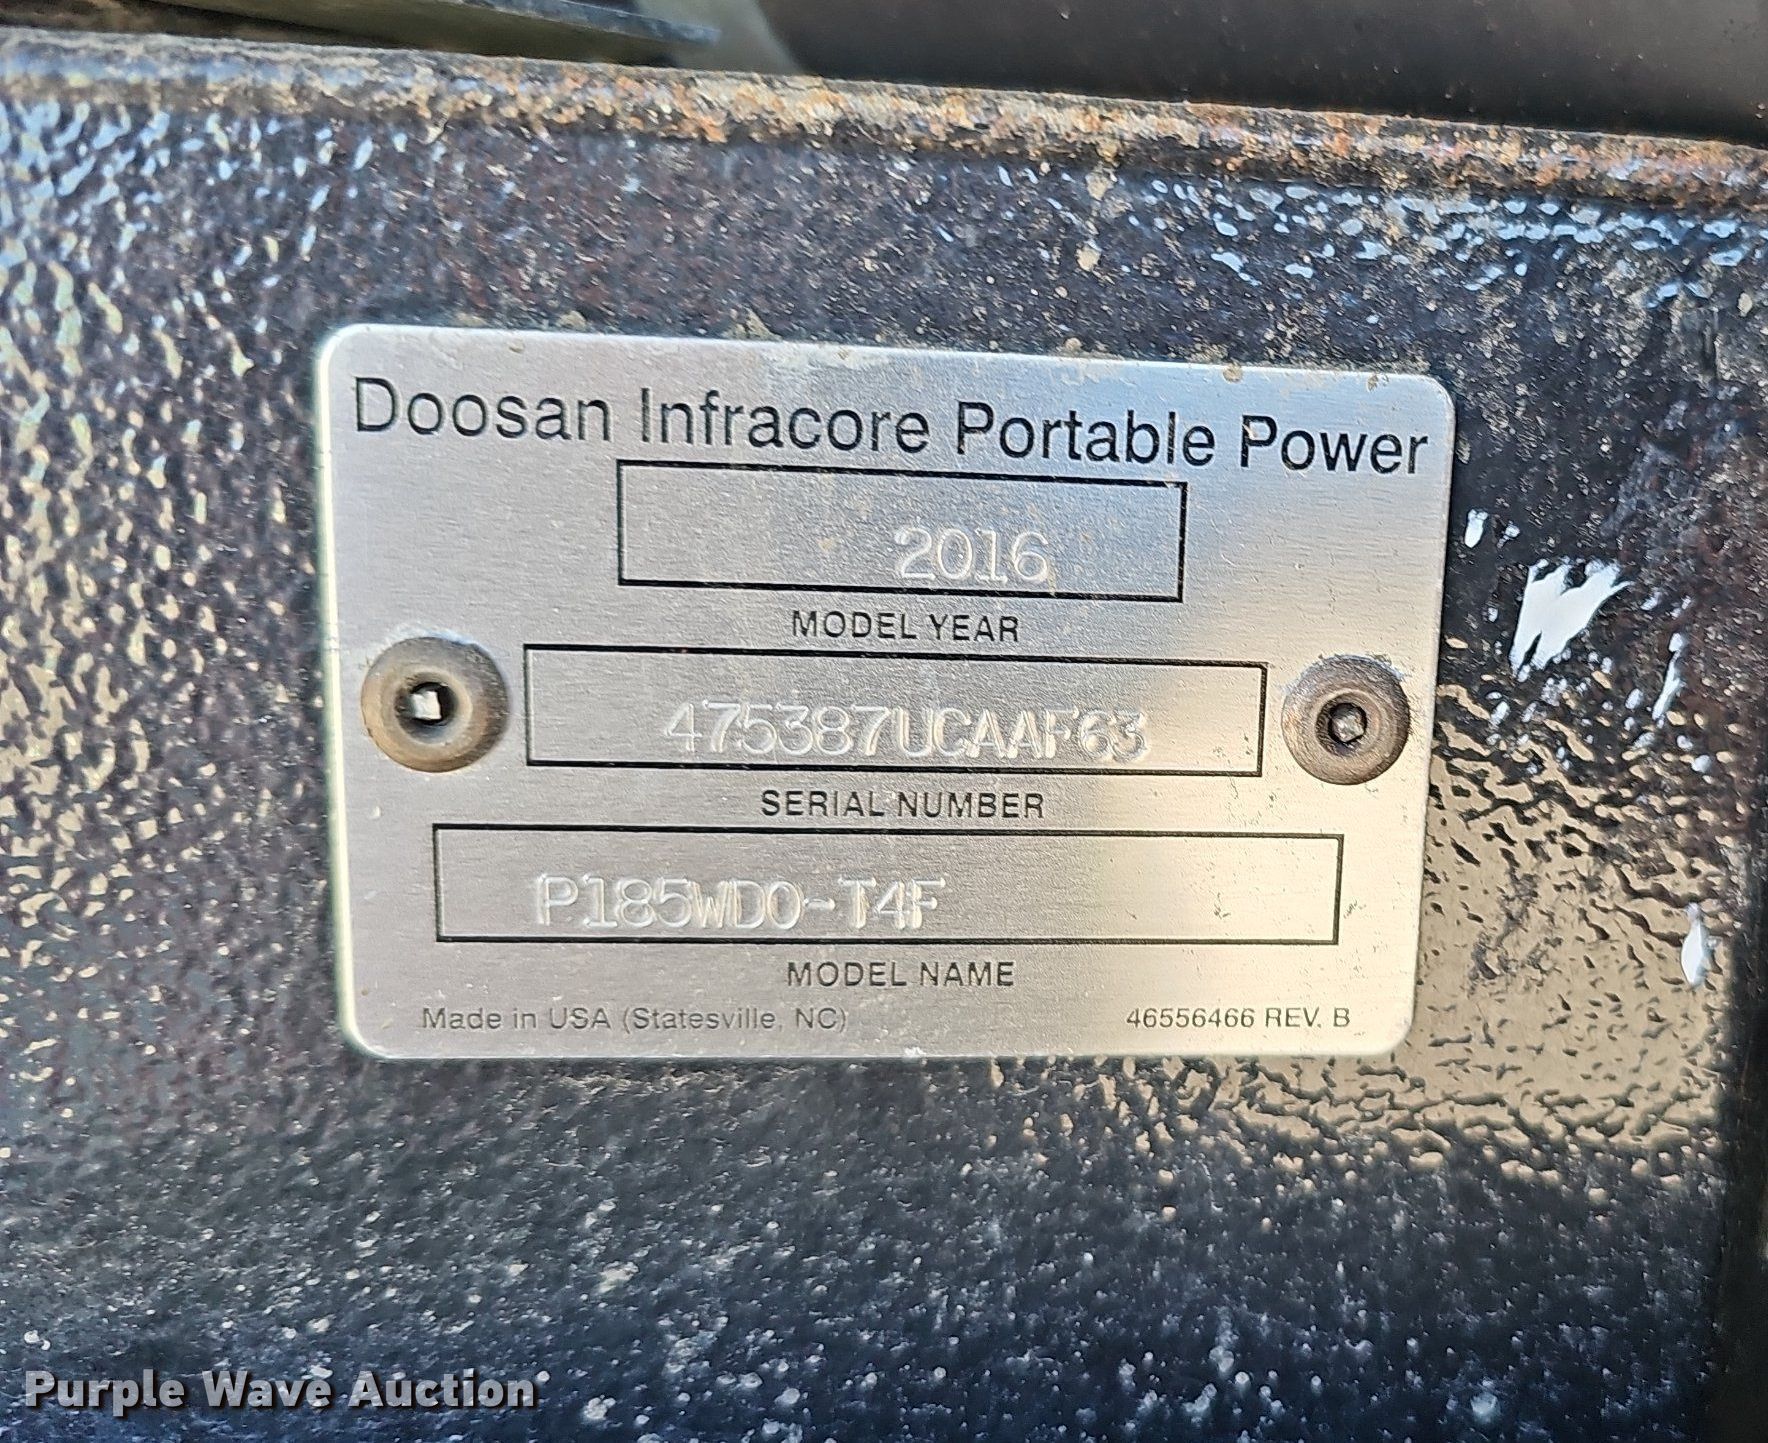 Doosan Infracore Portable Power
2016
MODEL YEAR
475387UCAAF63
SERIAL NUMBER
P185WDO-T4F
MODEL NAME
Made in USA (Statesville, NC)
46556466 REV. B
Purple Wave Auction